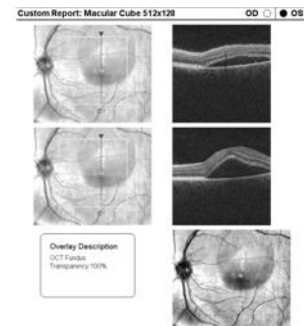 Custom Report: Macular Cube 512x128
OD OS
Overlay Description
OCT Fundus
Transparency:100%